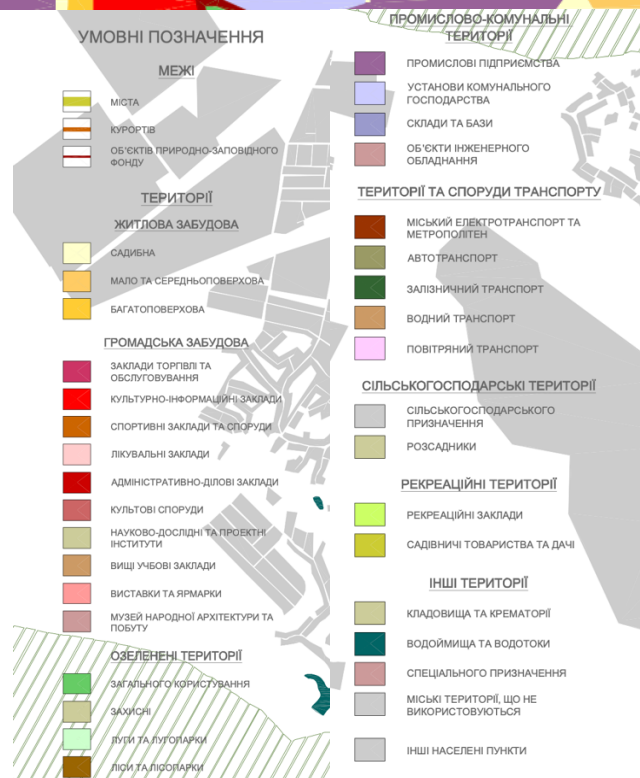 УМОВНІ ПОЗНАЧЕННЯ
МЕЖІ
МІСТА
КУРОРТІВ
ОБ'ЄКТІВ ПРИРОДНО-ЗАПОВІДНОГО
ФОНДУ
ТЕРИТОРІЇ
ЖИТЛОВА ЗАБУДОВА
САДИБНА
МАЛО ТА СЕРЕДНЬОПОВЕРХОВА
БАГАТОПОВЕРХОВА
ГРОМАДСЬКА ЗАБУДОВА
ЗАКЛАДИ ТОРГІВЛІ ТА
ОБСЛУГОВУВАННЯ
КУЛЬТУРНО-ІНФОРМАЦІЙНІ ЗАКЛАДИ
СПОРТИВНІ ЗАКЛАДИ ТА СПОРУДИ
ЛІКУВАЛЬНІ ЗАКЛАДИ
АДМІНІСТРАТИВНО-ДІЛОВІ ЗАКЛАДИ
КУЛЬТОВІ СПОРУДИ
НАУКОВО-ДОСЛІДНІ ТА ПРОЕКТНІ
ІНСТИТУТИ
ВИЩІ УЧБОВІ ЗАКЛАДИ
ВИСТАВКИ ТА ЯРМАРКИ
МУЗЕЙ НАРОДНОЇ АРХІТЕКТУРИ ТА
ПОБУТУ
ОЗЕЛЕНЕНІ ТЕРИТОРІЇ
ЗАГАЛЬНОГО КОРИСТУВАННЯ
ЗАХИСНІ
ЛУГИ ТА ЛУГОПАРКИ
ЛІСИ ТА ЛІСОПАРКИ
ПРОМИСЛОВО-КОМУНАЛЬНІ
ТЕРИТОРІЇ
ПРОМИСЛОВІ ПІДПРИЄМСТВА
УСТАНОВИ КОМУНАЛЬНОГО
ГОСПОДАРСТВА
СКЛАДИ ТА БАЗИ
ОБ'ЄКТИ ІНЖЕНЕРНОГО
ОБЛАДНАННЯ
ТЕРИТОРІЇ ТА СПОРУДИ ТРАНСПОРТУ
МІСЬКИЙ ЕЛЕКТРОТРАНСПОРТ ТА
МЕТРОПОЛІТЕН
АВТОТРАНСПОРТ
ЗАЛІЗНИЧНИЙ ТРАНСПОРТ
ВОДНИЙ ТРАНСПОРТ
ПОВІТРЯНИЙ ТРАНСПОРТ
СІЛЬСЬКОГОСПОДАРСЬКІ ТЕРИТОРІЇ
СІЛЬСЬКОГОСПОДАРСЬКОГО
ПРИЗНАЧЕННЯ
РОЗСАДНИКИ
РЕКРЕАЦІЙНІ ТЕРИТОРІЇ
РЕКРЕАЦІЙНІ ЗАКЛАДИ
САДІВНИЧІ ТОВАРИСТВА ТА ДАЧІ
ІНШІ ТЕРИТОРІЇ
КЛАДОВИЩА ТА КРЕМАТОРІЇ
ВОДОЙМИЩА ТА ВОДОТОКИ
СПЕЦІАЛЬНОГО ПРИЗНАЧЕННЯ
МІСЬКІ ТЕРИТОРІЇ, ЩО НЕ
ВИКОРИСТОВУЮТЬСЯ
ІНШІ НАСЕЛЕНІ ПУНКТИ